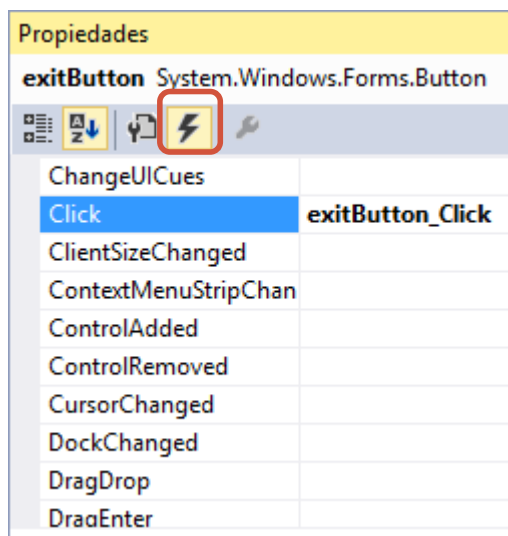 Propiedades
exitButton System.Windows.Forms.Button
ChangeUICues
Click exitButton_Click
ClientSizeChanged
ContextMenuStripChan
ControlAdded
ControlRemoved
CursorChanged
DockChanged
DragDrop
DragEnter